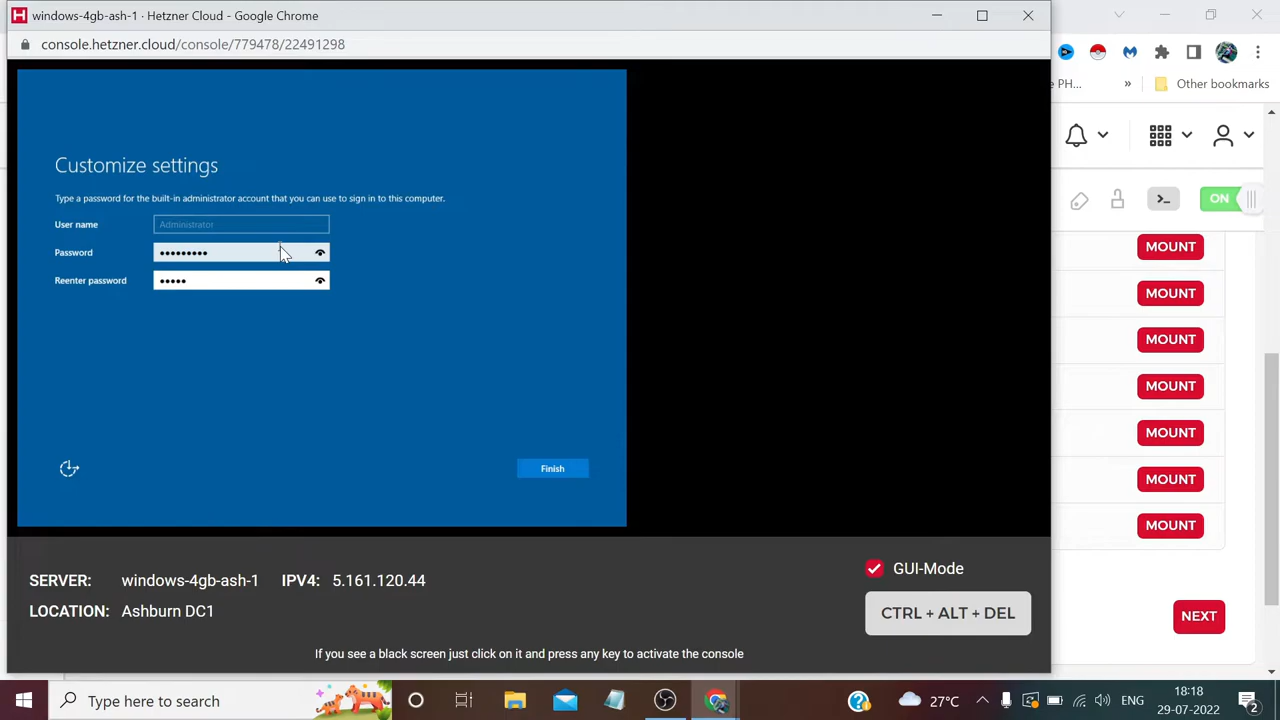 windows-4gb-ash-1 · Hetzner Cloud - Google Chrome
console.hetzner.cloud/console/779478/22491298
e PH...
»
Other bookmarks
Customize settings
Type a password for the built-in administrator account that you can use to sign in to this computer.
User name
Administrator
Password
•••••••••
Reenter password
•••••
Finish
>_
ON
MOUNT
MOUNT
MOUNT
MOUNT
MOUNT
MOUNT
MOUNT
NEXT
SERVER: windows-4gb-ash-1 IPV4: 5.161.120.44
LOCATION: Ashburn DC1
GUI-Mode
CTRL + ALT + DEL
If you see a black screen just click on it and press any key to activate the console
Type here to search
27°C
ENG
18:18
29-07-2022
2